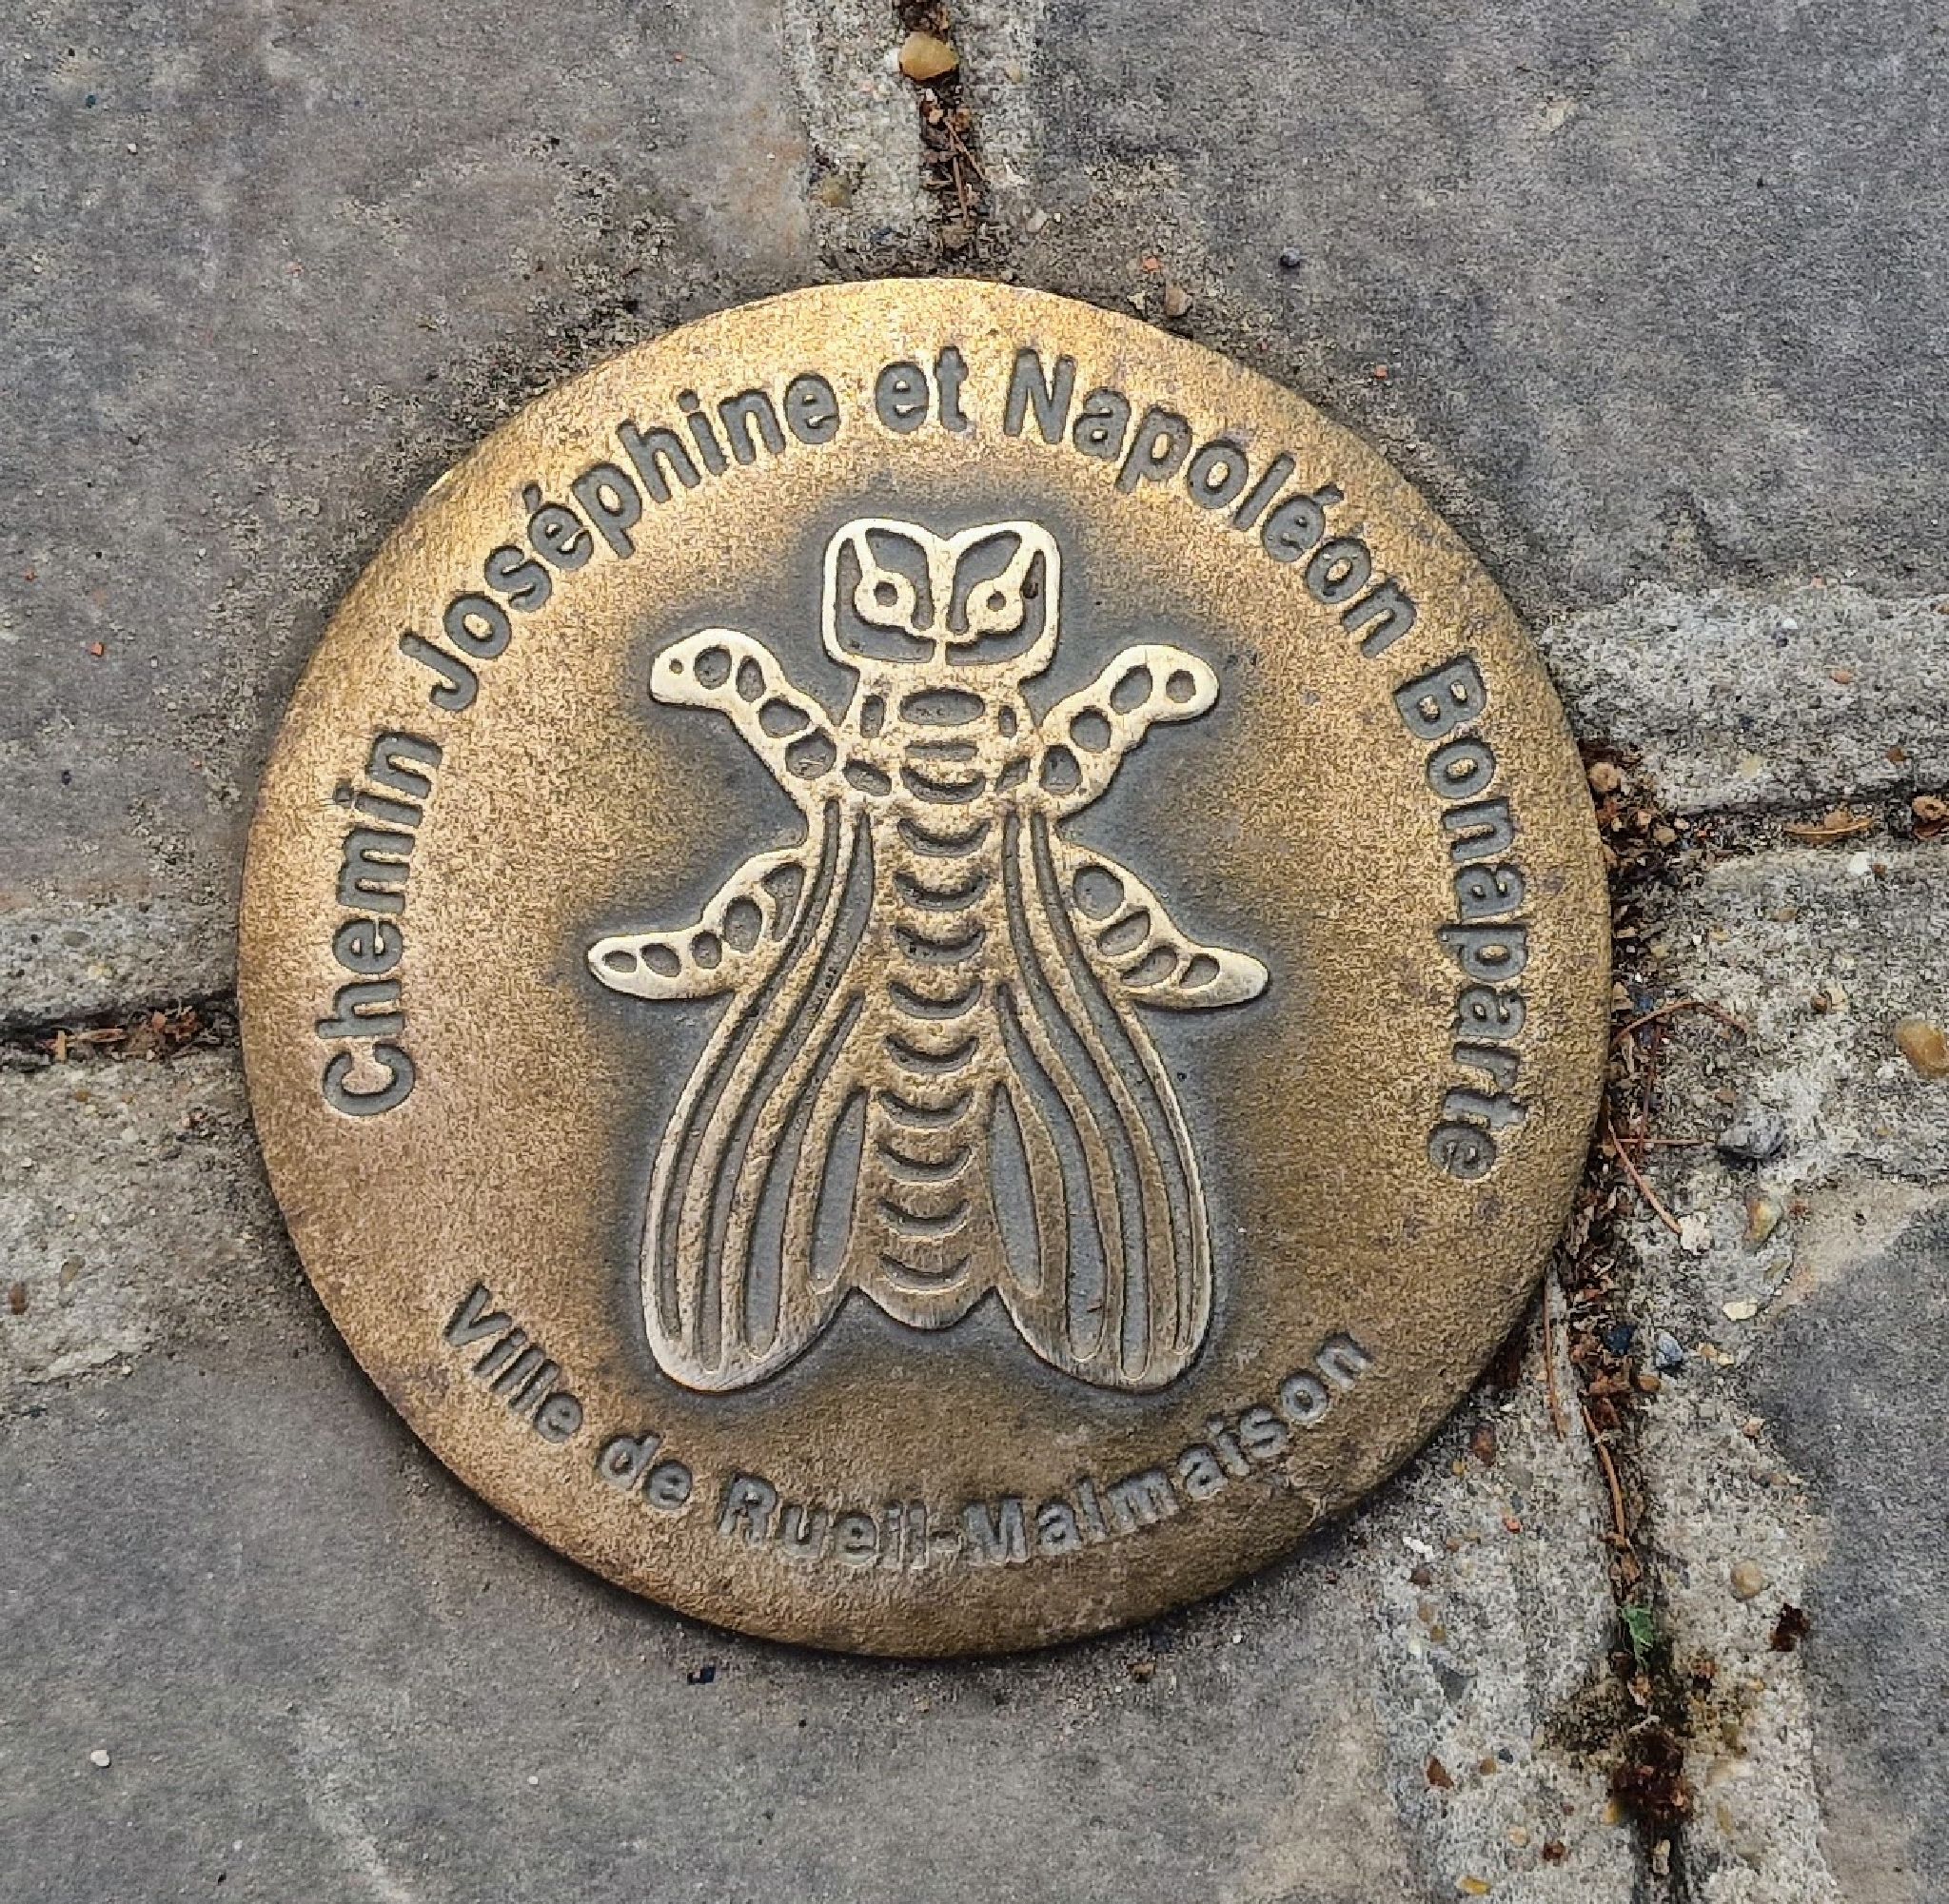 Chemin Joséphine et Napoléon Bonaparte
Ville de Rueil-Malmaison